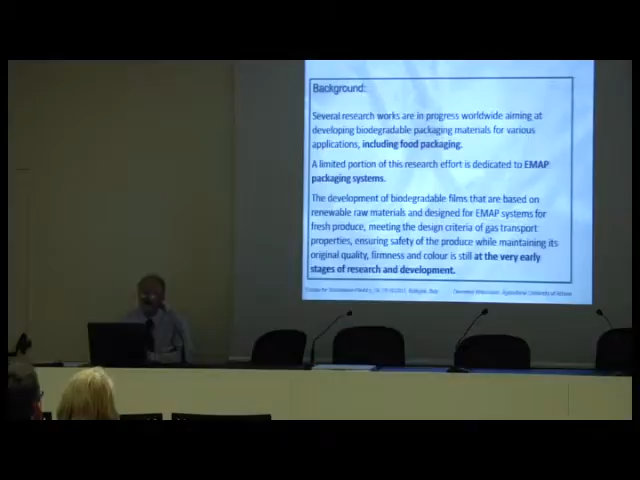 Background:
Several research works are in progress worldwide aiming at
developing biodegradable packaging materials for various
applications, including food packaging.
A limited portion of this research effort is dedicated to EMAP
packaging systems.
The development of biodegradable films that are based on
renewable raw materials and designed for EMAP systems for
fresh produce, meeting the design criteria of gas transport
properties, ensuring safety of the produce while maintaining its
original quality, firmness and colour is still at the very early
stages of research and development.
Agricultural University of Athens